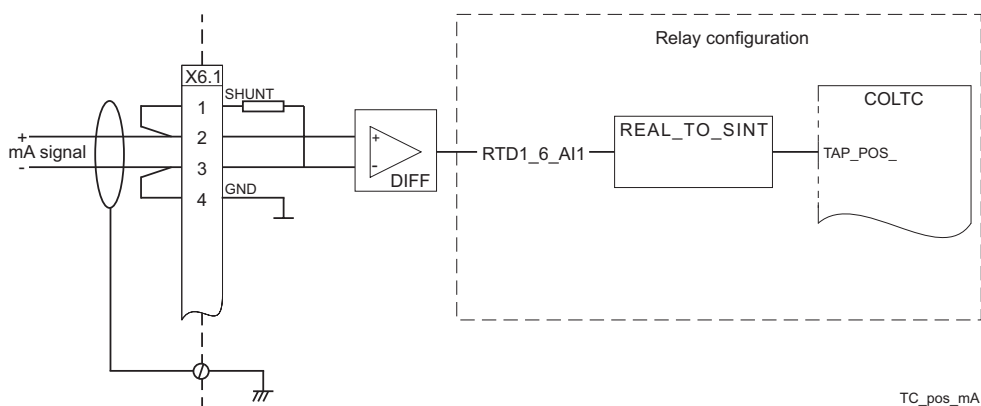 Relay configuration
X6.1
SHUNT
1
COLTC
REAL_TO_SINT
+
2
+
mA signal
RTD1_6_AI1
TAP_POS_
-
3
-
DIFF
4
GND
TC_pos_mA